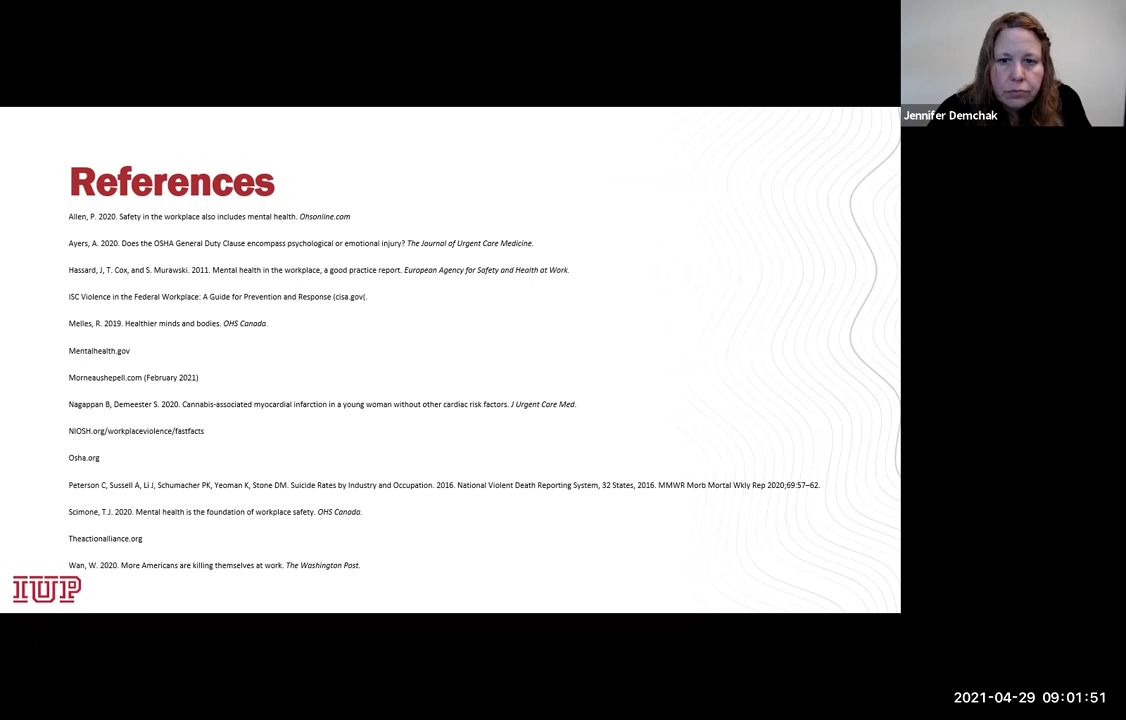 Jennifer Demchak
References
Allen, P. 2020. Safety in the workplace also includes mental health. Ohsonline.com
Ayers, A. 2020. Does the OSHA General Duty Clause encompass psychological or emotional injury? The Journal of Urgent Care Medicine.
Hassard, J, T. Cox, and S. Murawski. 2011. Mental health in the workplace, a good practice report. European Agency for Safety and Health at Work.
ISC Violence in the Federal Workplace: A Guide for Prevention and Response (cisa.gov(.
Melles, R. 2019. Healthier minds and bodies. OHS Canada.
Mentalhealth.gov
Morneaushepell.com (February 2021)
Nagappan B, Demeester S. 2020. Cannabis-associated myocardial infarction in a young woman without other cardiac risk factors. J Urgent Care Med.
NIOSH.org/workplaceviolence/fastfacts
Osha.org
Peterson C, Sussell A, Li J, Schumacher PK, Yeoman K, Stone DM. Suicide Rates by Industry and Occupation. 2016. National Violent Death Reporting System, 32 States, 2016. MMWR Morb Mortal Wkly Rep 2020;69:57–62.
Scimone, T.J. 2020. Mental health is the foundation of workplace safety. OHS Canada.
Theactionalliance.org
Wan, W. 2020. More Americans are killing themselves at work. The Washington Post.
IUP
2021-04-29 09:01:51